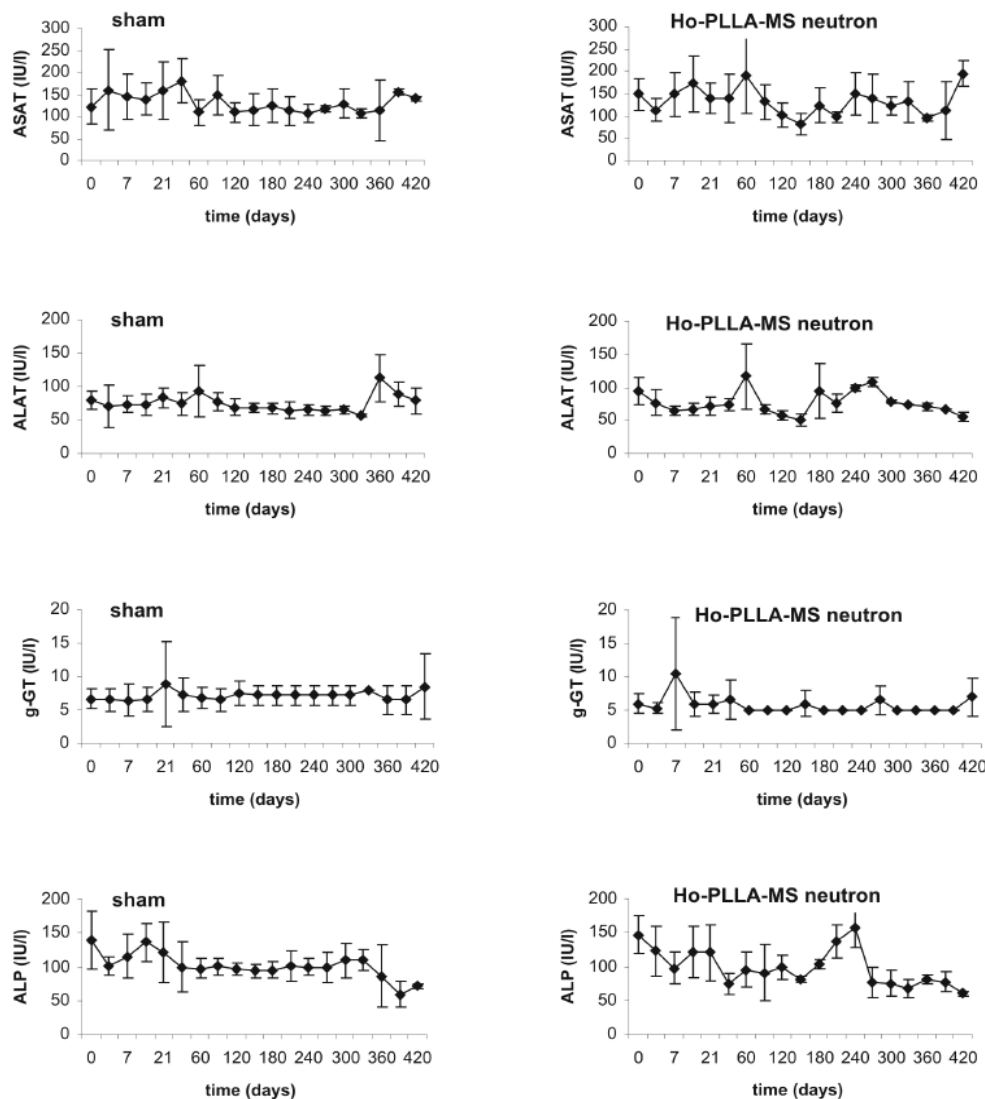 sham
ASAT (IU/l)
300
250
200
150
100
50
0
0 7 21 60 120 180 240 300 360 420
time (days)
Ho-PLLA-MS neutron
ASAT (IU/l)
300
250
200
150
100
50
0
0 7 21 60 120 180 240 300 360 420
time (days)
sham
ALAT (IU/l)
200
150
100
50
0
0 7 21 60 120 180 240 300 360 420
time (days)
Ho-PLLA-MS neutron
ALAT (IU/l)
200
150
100
50
0
0 7 21 60 120 180 240 300 360 420
time (days)
sham
g-GT (IU/l)
20
15
10
5
0
0 7 21 60 120 180 240 300 360 420
time (days)
Ho-PLLA-MS neutron
g-GT (IU/l)
20
15
10
5
0
0 7 21 60 120 180 240 300 360 420
time (days)
sham
ALP (IU/l)
200
150
100
50
0
0 7 21 60 120 180 240 300 360 420
time (days)
Ho-PLLA-MS neutron
ALP (IU/l)
200
150
100
50
0
0 7 21 60 120 180 240 300 360 420
time (days)